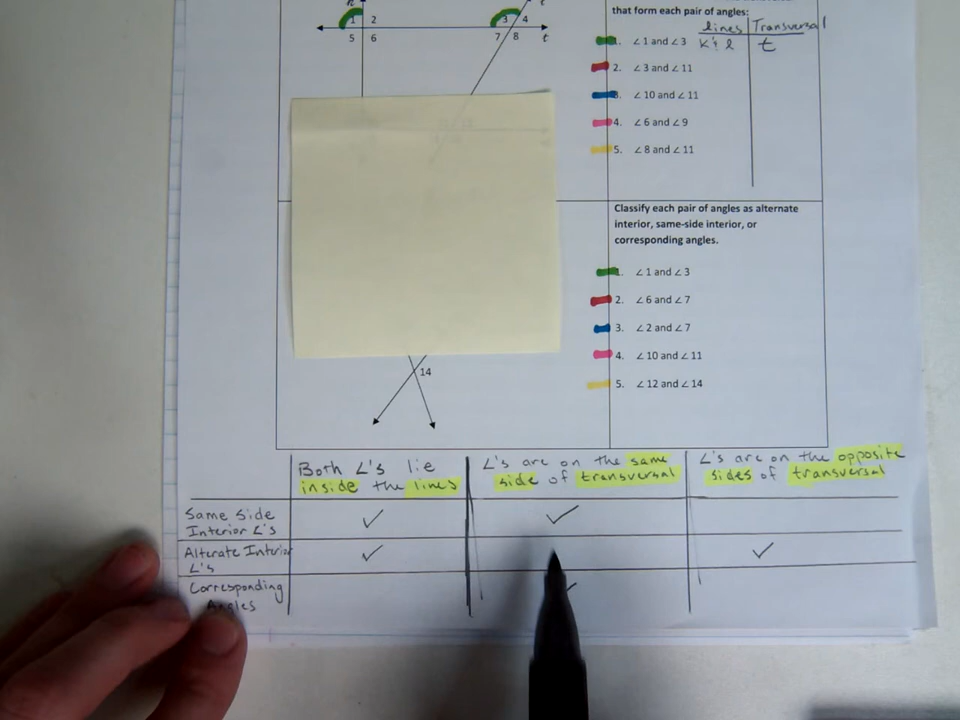 that form each pair of angles:
lines Transversal
1 2 3 4
5 6 7 8 t
1. ∠1 and ∠3 k & l t
2. ∠3 and ∠11
3. ∠10 and ∠11
4. ∠6 and ∠9
5. ∠8 and ∠11
Classify each pair of angles as alternate
interior, same-side interior, or
corresponding angles.
1. ∠1 and ∠3
2. ∠6 and ∠7
3. ∠2 and ∠7
4. ∠10 and ∠11
5. ∠12 and ∠14
14
Both ∠'s lie
inside the lines
∠'s are on the same
side of transversal
∠'s are on the opposite
sides of transversal
Same Side
Interior ∠'s
✓ ✓
Alterate Interior
∠'s
✓ ✓
Corresponding
Angles